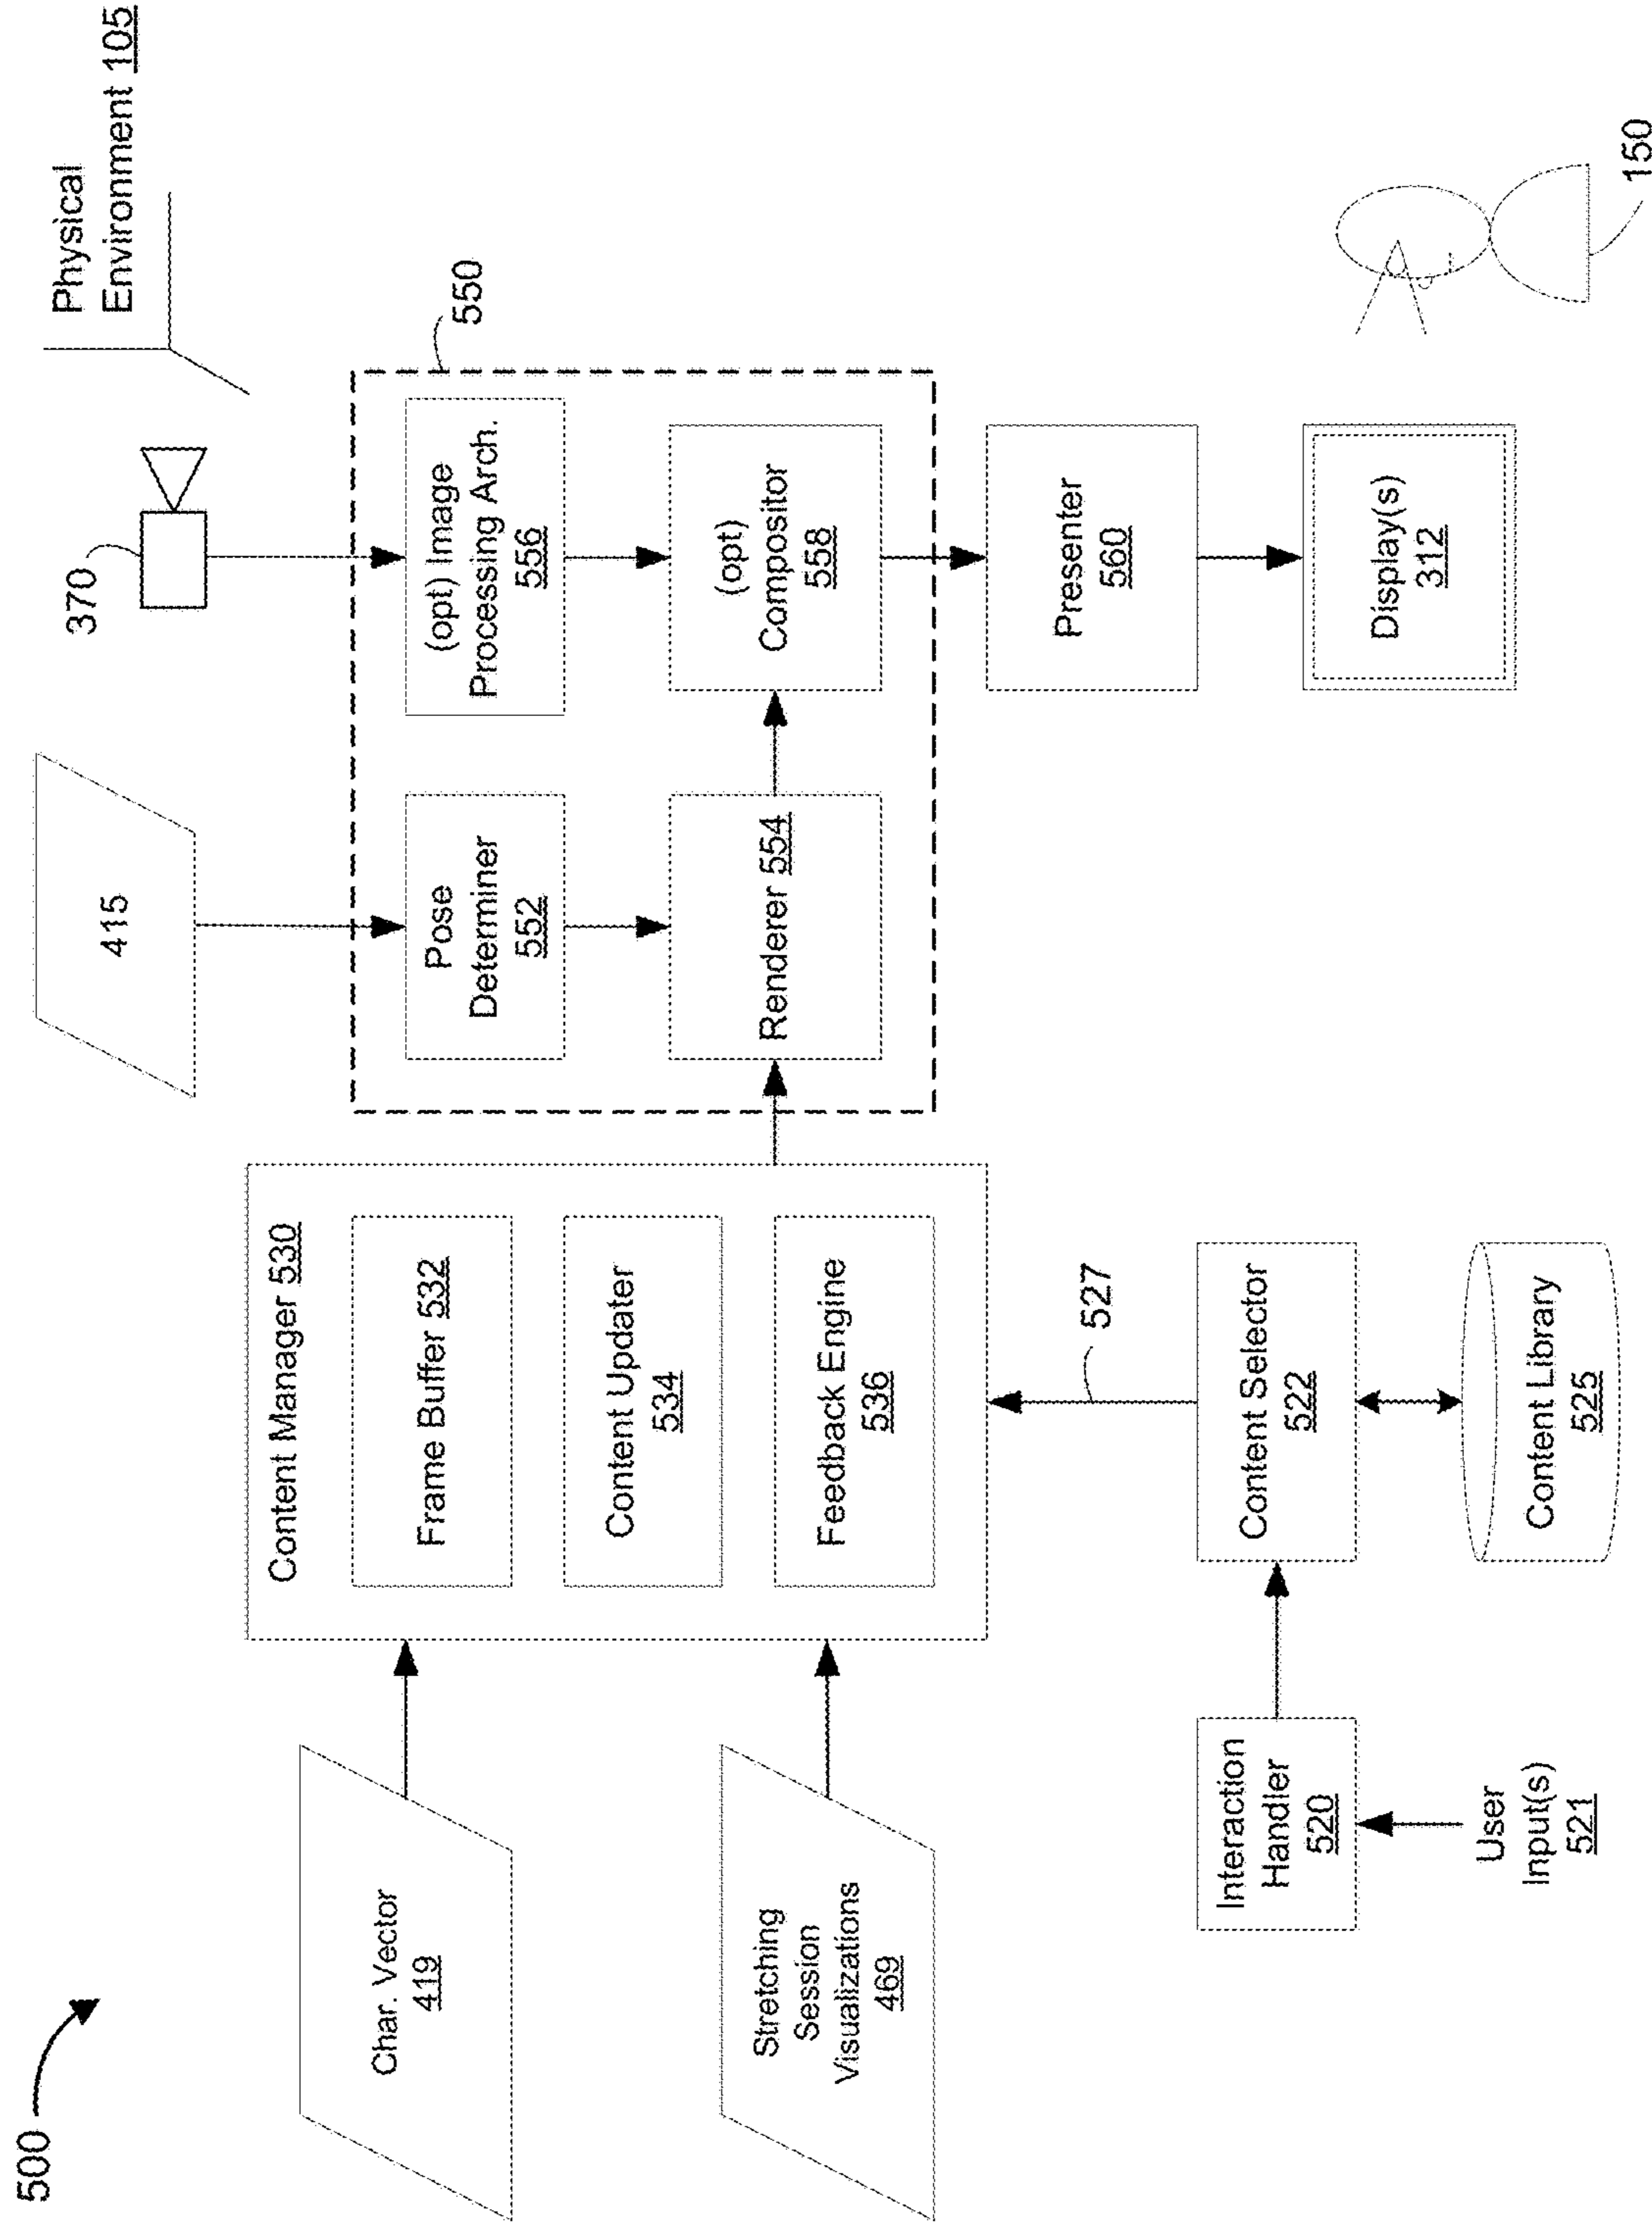 500
Physical
Environment 105
370
415
550
Char. Vector
419
Stretching
Session
Visualizations
469
Content Manager 530
Frame Buffer 532
Content Updater
534
Feedback Engine
536
Pose
Determiner
552
(opt) Image
Processing Arch.
556
Renderer 554
(opt)
Compositor
558
527
Presenter
560
Interaction
Handler
520
Content Selector
522
Display(s)
312
User
Input(s)
521
Content Library
525
150